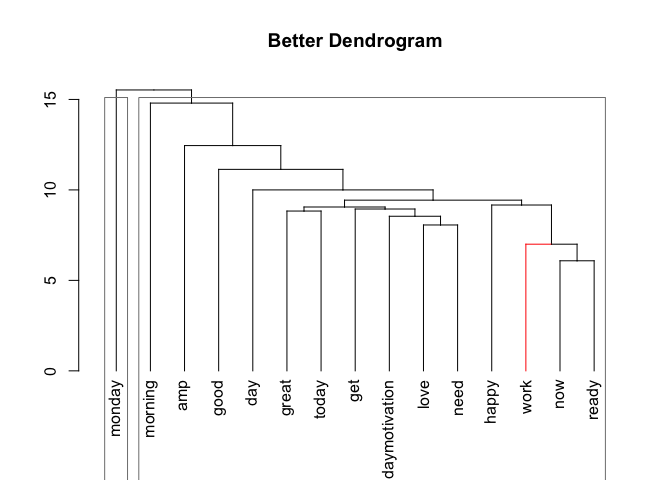 Better Dendrogram
15
10
5
0
monday
morning
amp
good
day
great
today
get
daymotivation
love
need
happy
work
now
ready